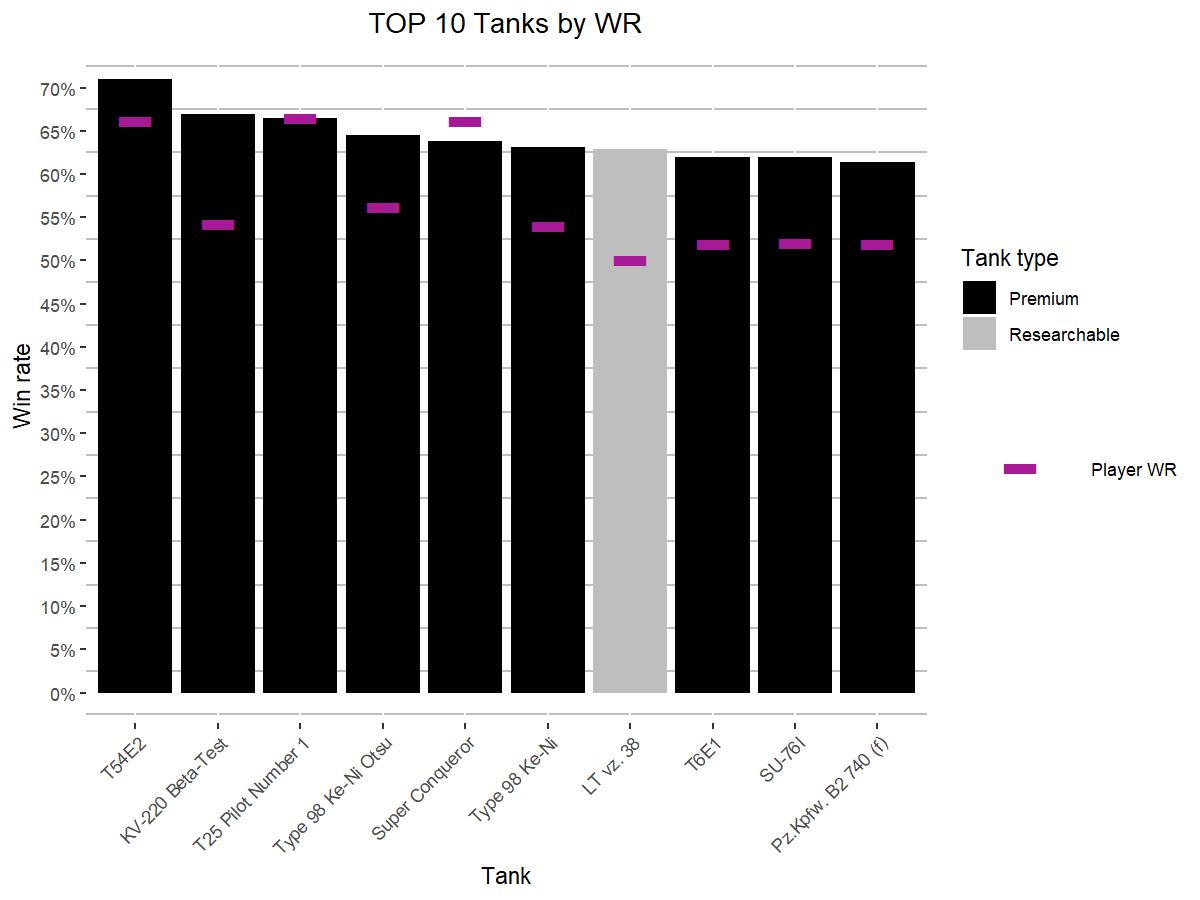 TOP 10 Tanks by WR
70%
65%
60%
55%
50%
45%
40%
35%
30%
25%
20%
15%
10%
5%
0%
Win rate
T54E2
KV-220 Beta-Test
T25 Pilot Number 1
Type 98 Ke-Ni Otsu
Super Conqueror
Type 98 Ke-Ni
LT vz. 38
T6E1
SU-76I
Pz.Kpfw. B2 740 (f)
Tank
Tank type
Premium
Researchable
Player WR